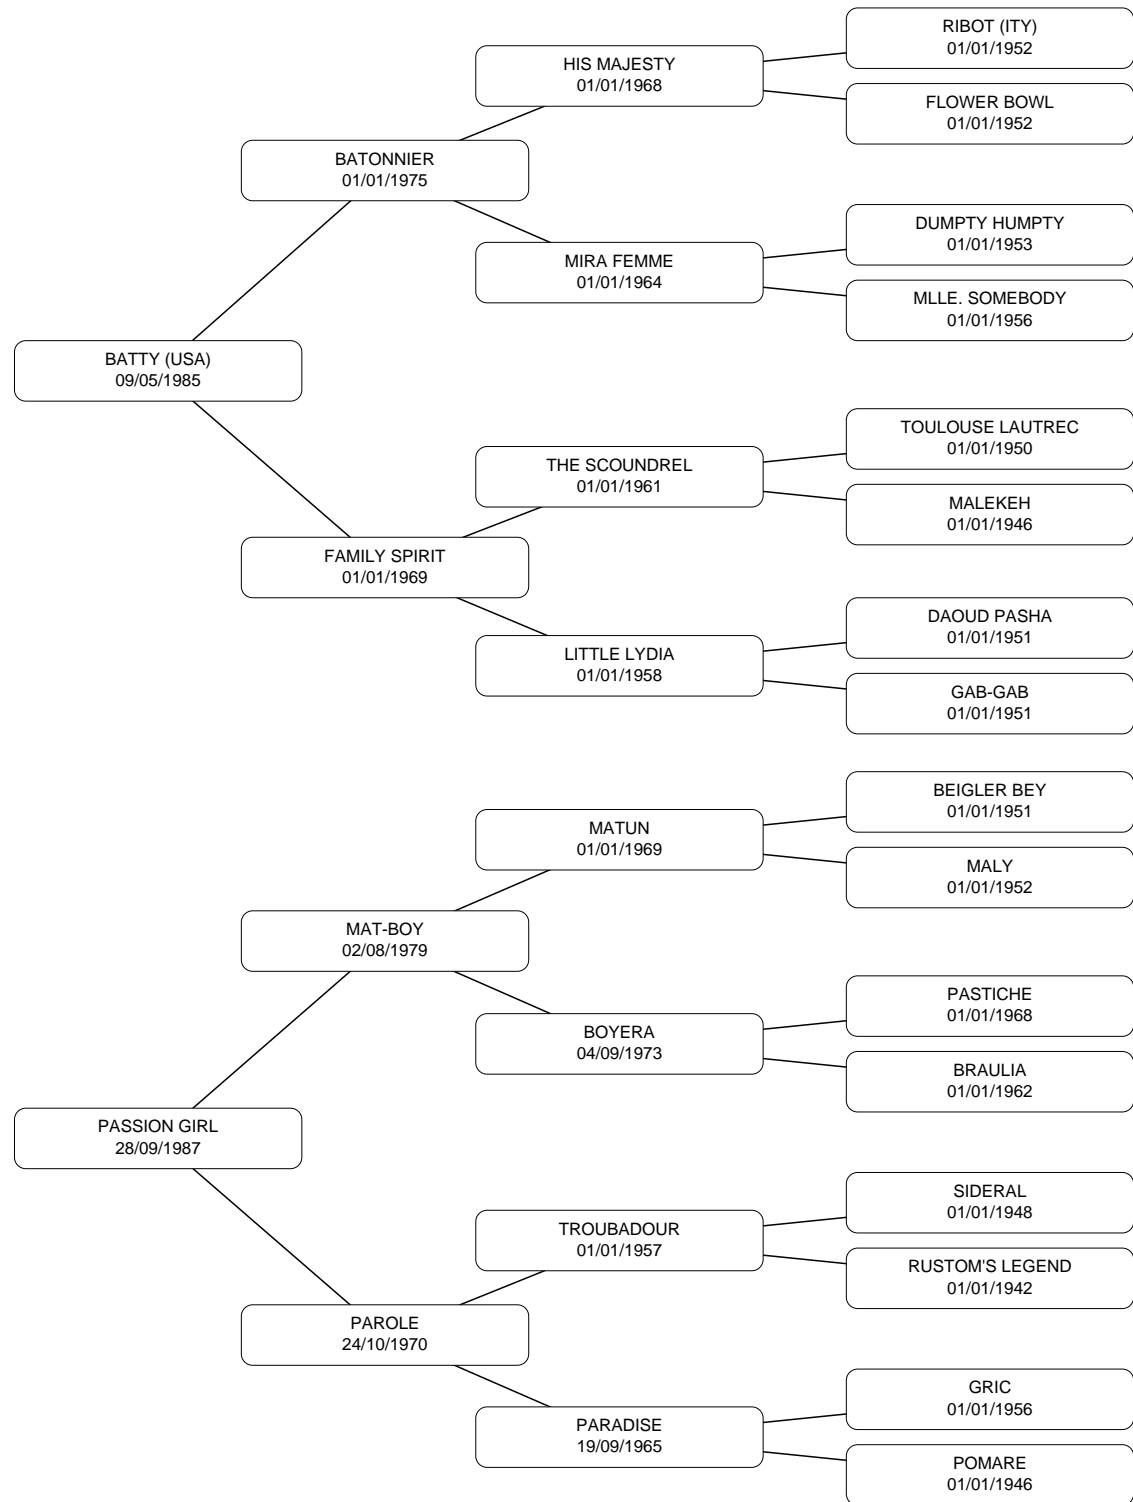 RIBOT (ITY)
01/01/1952
HIS MAJESTY
01/01/1968
FLOWER BOWL
01/01/1952
BATONNIER
01/01/1975
DUMPTY HUMPTY
01/01/1953
MIRA FEMME
01/01/1964
MLLE. SOMEBODY
01/01/1956
BATTY (USA)
09/05/1985
TOULOUSE LAUTREC
01/01/1950
THE SCOUNDREL
01/01/1961
MALEKEH
01/01/1946
FAMILY SPIRIT
01/01/1969
DAOUD PASHA
01/01/1951
LITTLE LYDIA
01/01/1958
GAB-GAB
01/01/1951
BEIGLER BEY
01/01/1951
MATUN
01/01/1969
MALY
01/01/1952
MAT-BOY
02/08/1979
PASTICHE
01/01/1968
BOYERA
04/09/1973
BRAULIA
01/01/1962
PASSION GIRL
28/09/1987
SIDERAL
01/01/1948
TROUBADOUR
01/01/1957
RUSTOM'S LEGEND
01/01/1942
PAROLE
24/10/1970
GRIC
01/01/1956
PARADISE
19/09/1965
POMARE
01/01/1946